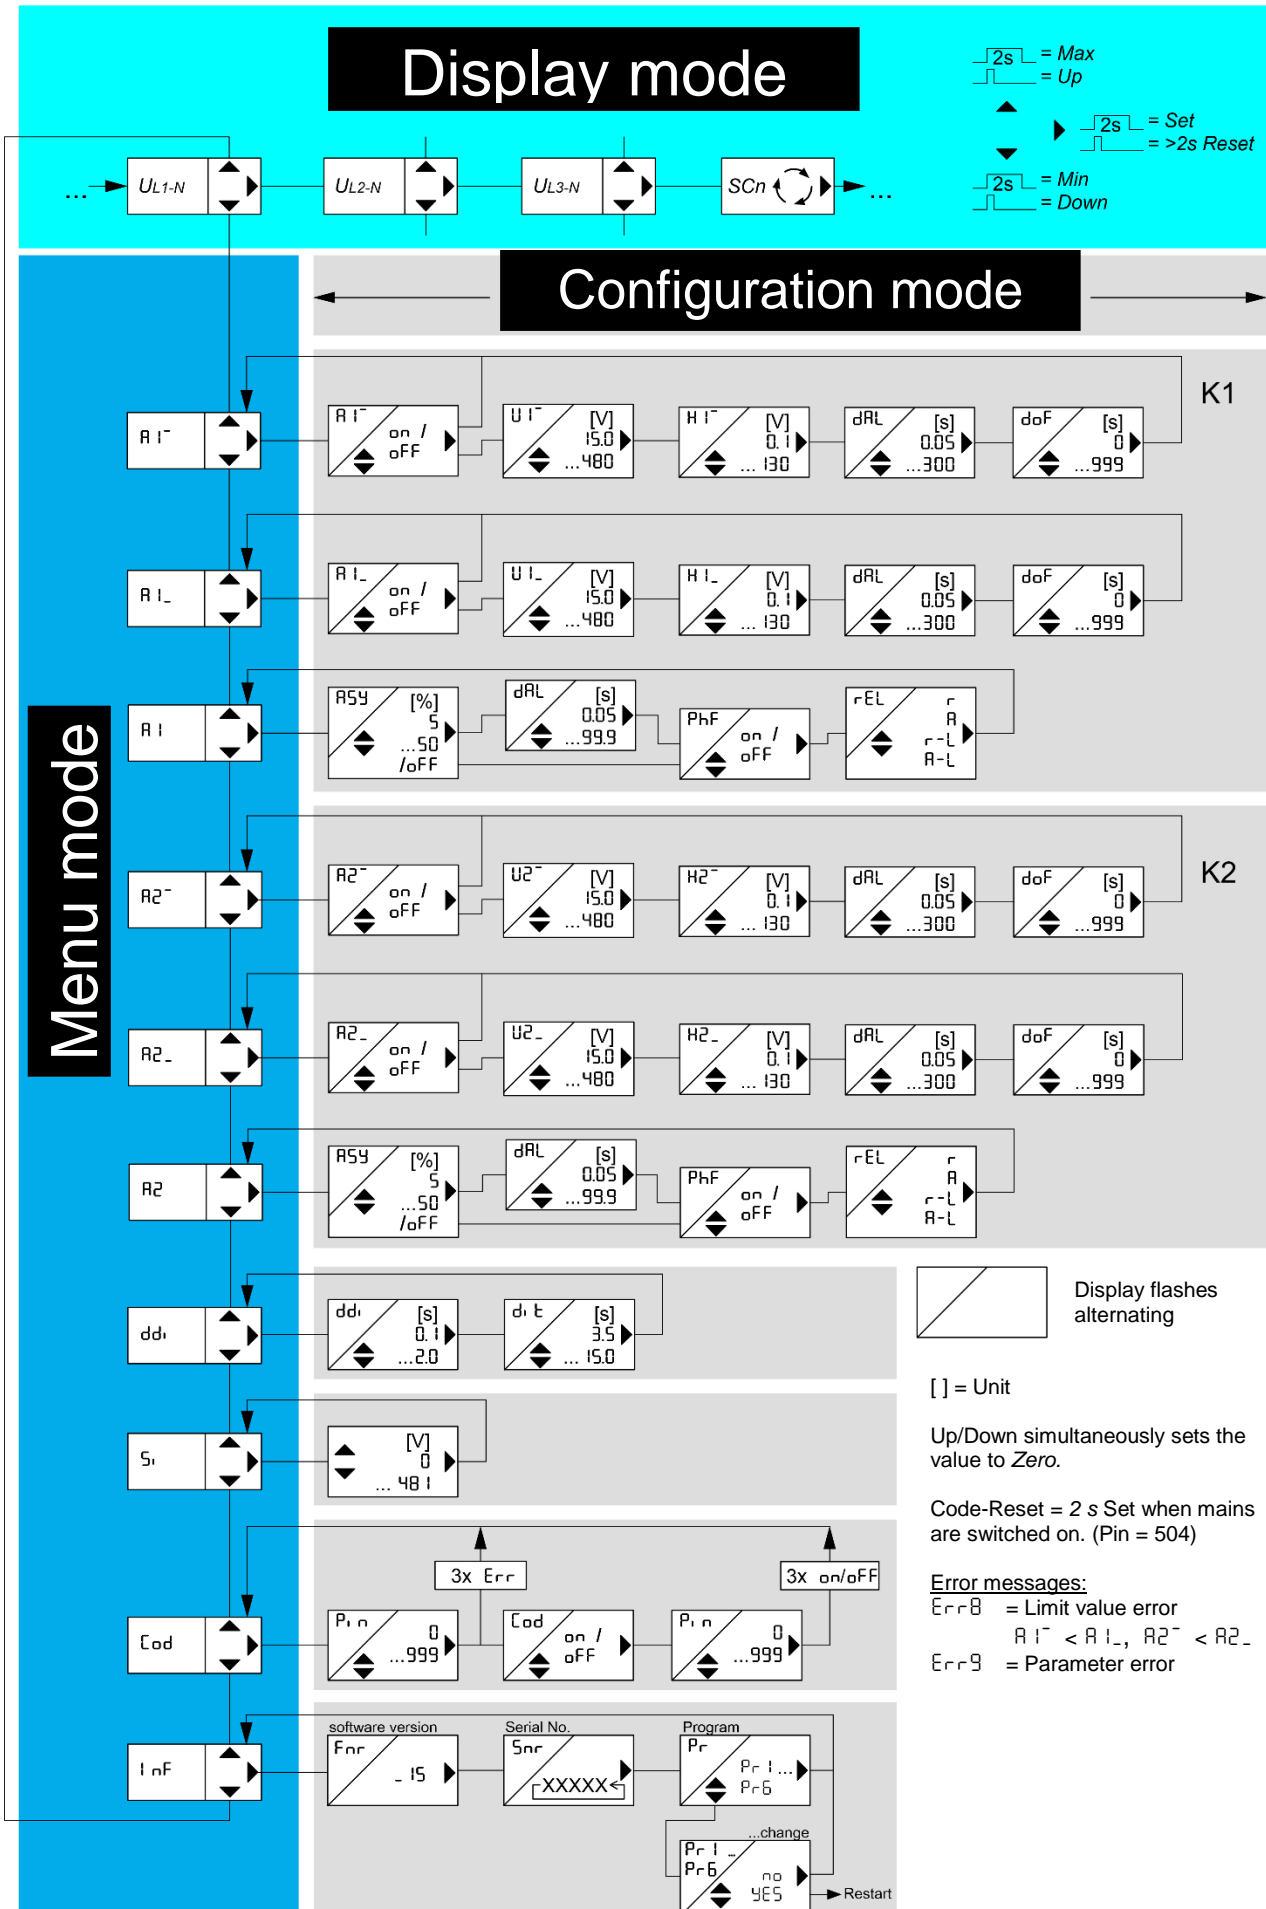 Display mode
2s = Max
= Up
2s = Set
= >2s Reset
2s = Min
= Down
... UL1-N UL2-N UL3-N SCn ...
Configuration mode
Menu mode
K1
A1¯ A1¯ on / oFF U1¯ [V] 15.0 ...480 H1¯ [V] 0.1 ...130 dAL [s] 0.05 ...300 doF [s] 0 ...999
A1_ A1_ on / oFF U1_ [V] 15.0 ...480 H1_ [V] 0.1 ...130 dAL [s] 0.05 ...300 doF [s] 0 ...999
A1 ASY [%] 5 ...50 /oFF dAL [s] 0.05 ...99.9 PhF on / oFF rEL r A r-L A-L
K2
A2¯ A2¯ on / oFF U2¯ [V] 15.0 ...480 H2¯ [V] 0.1 ...130 dAL [s] 0.05 ...300 doF [s] 0 ...999
A2_ A2_ on / oFF U2_ [V] 15.0 ...480 H2_ [V] 0.1 ...130 dAL [s] 0.05 ...300 doF [s] 0 ...999
A2 ASY [%] 5 ...50 /oFF dAL [s] 0.05 ...99.9 PhF on / oFF rEL r A r-L A-L
ddi ddi [s] 0.1 ...2.0 dit [s] 3.5 ...15.0
Si [V] 0 ...481
3x Err 3x on/oFF
Cod Pin 0 ...999 Cod on / oFF Pin 0 ...999
software version Serial No. Program
InF Fnr _15 Snr XXXXX Pr Pr1... Pr6
...change
Pr1 ... Pr6 no YES Restart
Display flashes
alternating
[ ] = Unit
Up/Down simultaneously sets the
value to Zero.
Code-Reset = 2 s Set when mains
are switched on. (Pin = 504)
Error messages:
Err8 = Limit value error
A1¯ < A1_, A2¯ < A2_
Err9 = Parameter error